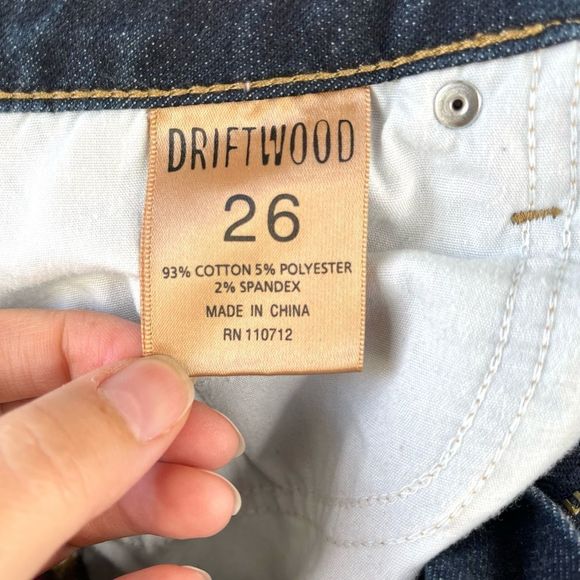 DRIFTWOOD
26
93% COTTON 5% POLYESTER
2% SPANDEX
MADE IN CHINA
RN 110712